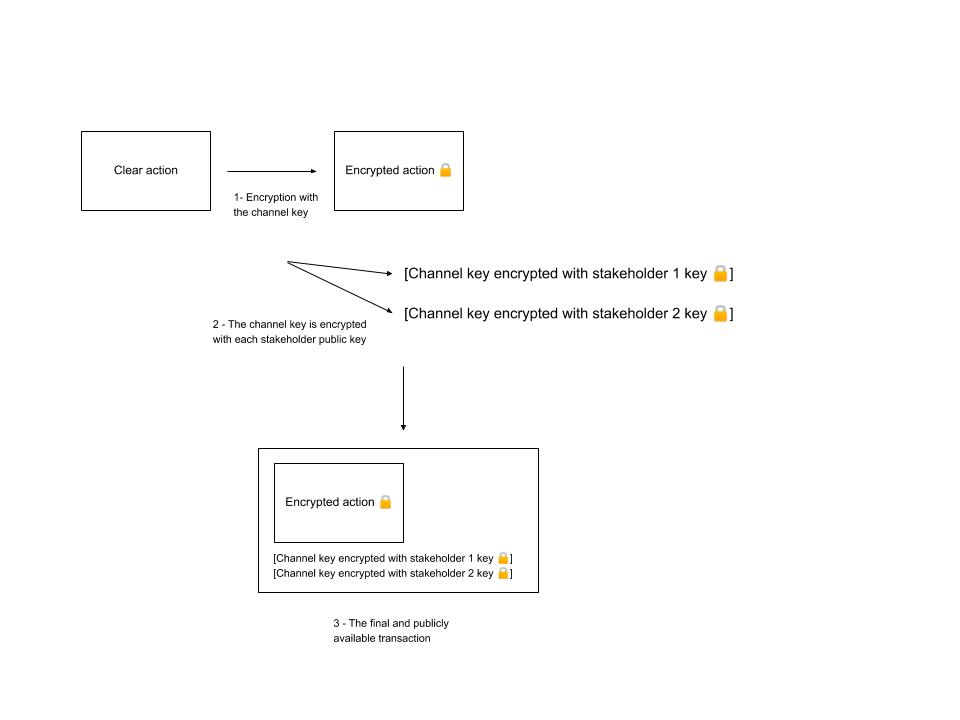 Clear action
Encrypted action 🔒
1- Encryption with
the channel key
[Channel key encrypted with stakeholder 1 key 🔒]
[Channel key encrypted with stakeholder 2 key 🔒]
2 - The channel key is encrypted
with each stakeholder public key
Encrypted action 🔒
[Channel key encrypted with stakeholder 1 key 🔒]
[Channel key encrypted with stakeholder 2 key 🔒]
3 - The final and publicly
available transaction